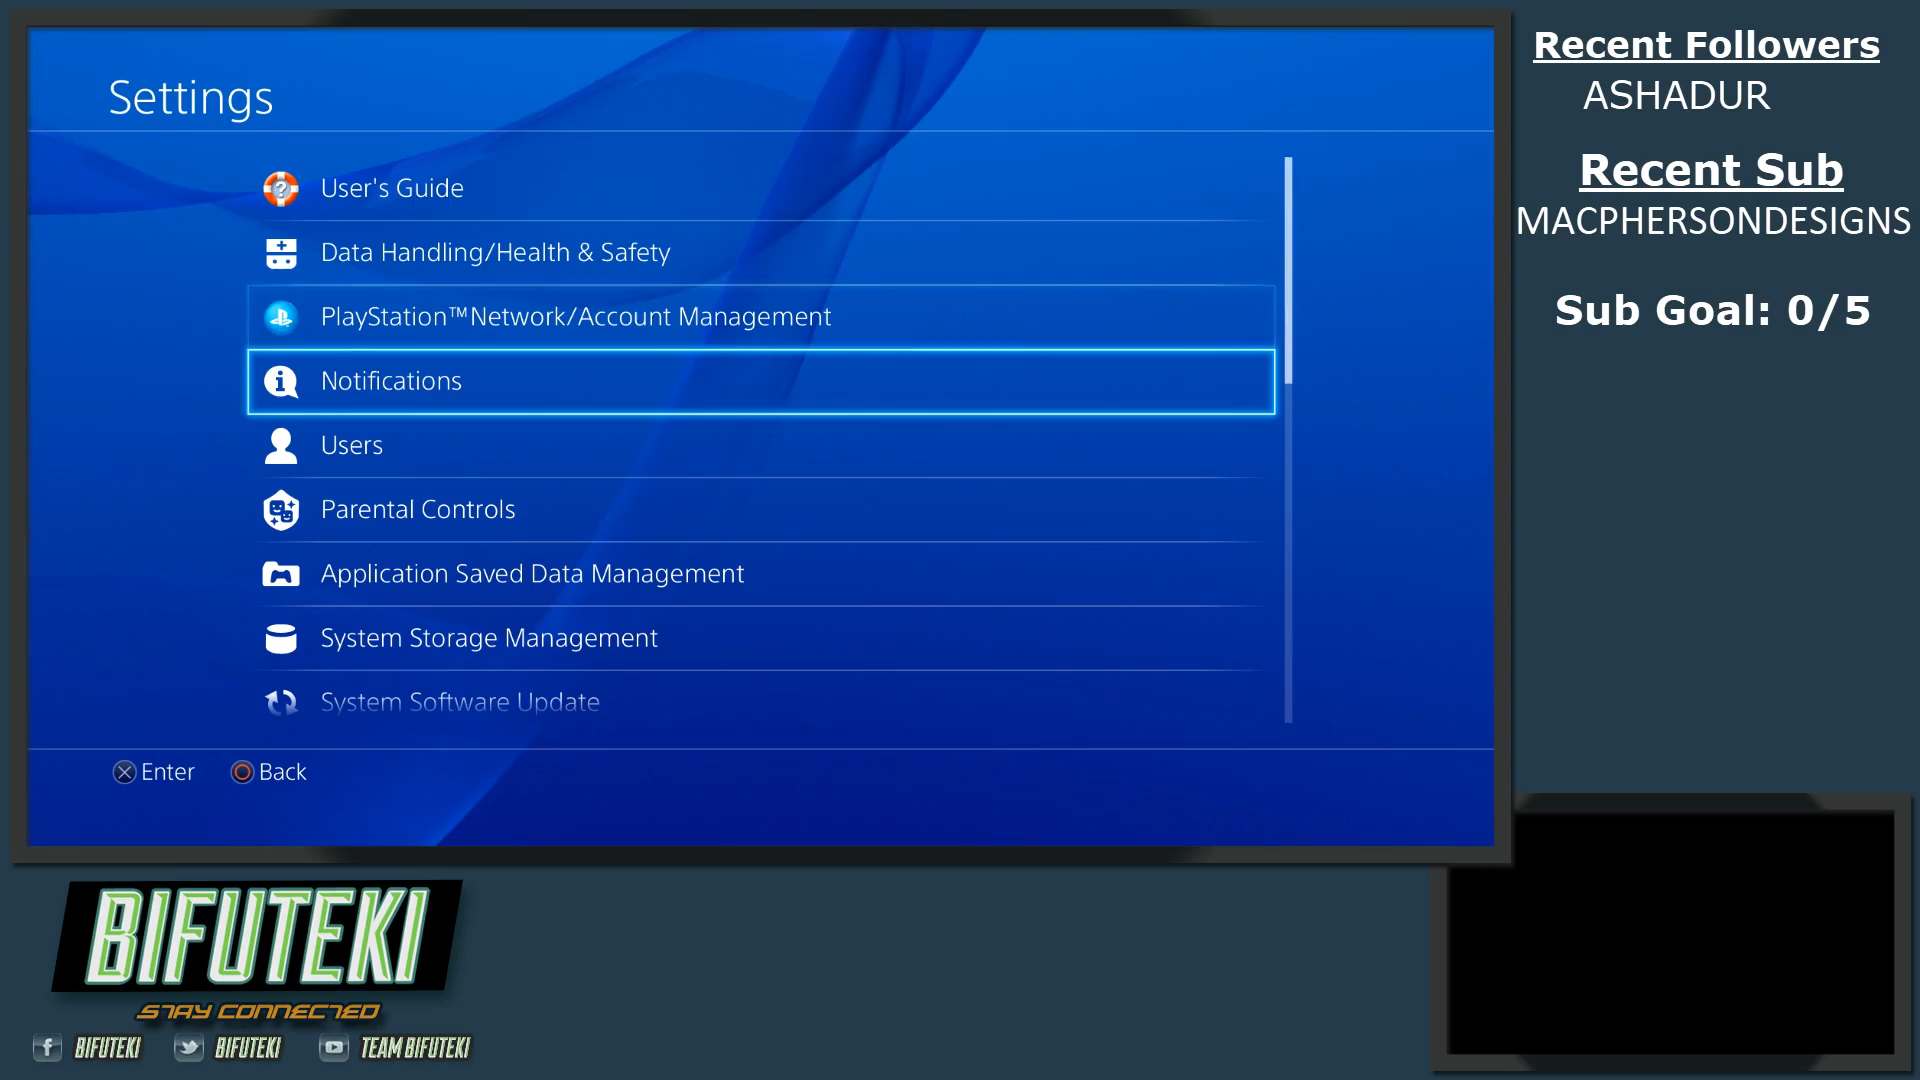 Settings
User's Guide
Data Handling/Health & Safety
PlayStation™Network/Account Management
Notifications
Users
Parental Controls
Application Saved Data Management
System Storage Management
System Software Update
Enter Back
Recent Followers
ASHADUR
Recent Sub
MACPHERSONDESIGNS
Sub Goal: 0/5
BIFUTEKI
STAY CONNECTED
BIFUTEKI BIFUTEKI TEAM BIFUTEKI